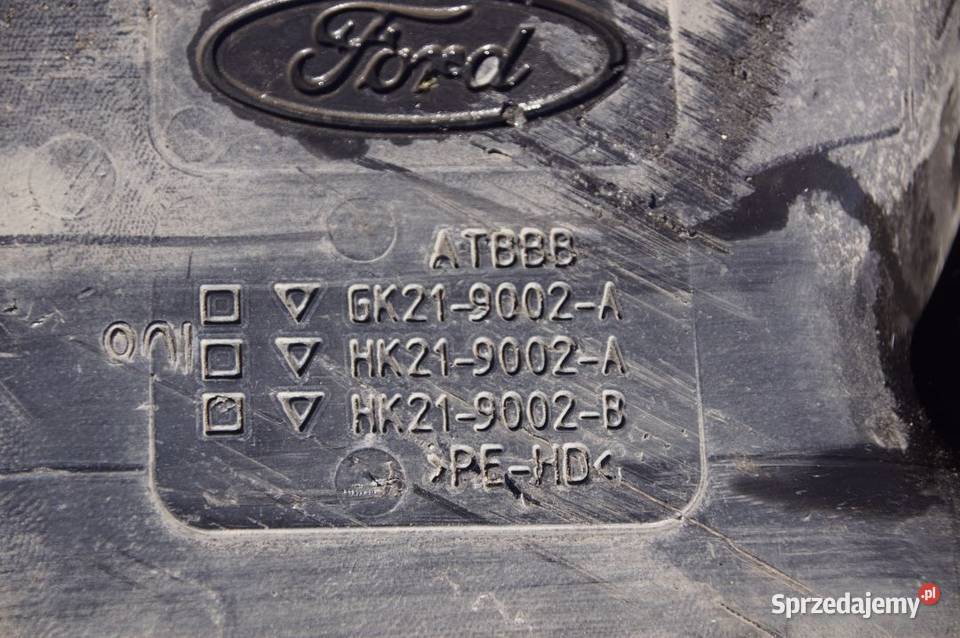 Ford
ATBBB
GK21-9002-A
HK21-9002-A
HK21-9002-B
>PE-HD<
Sprzedajemy.pl